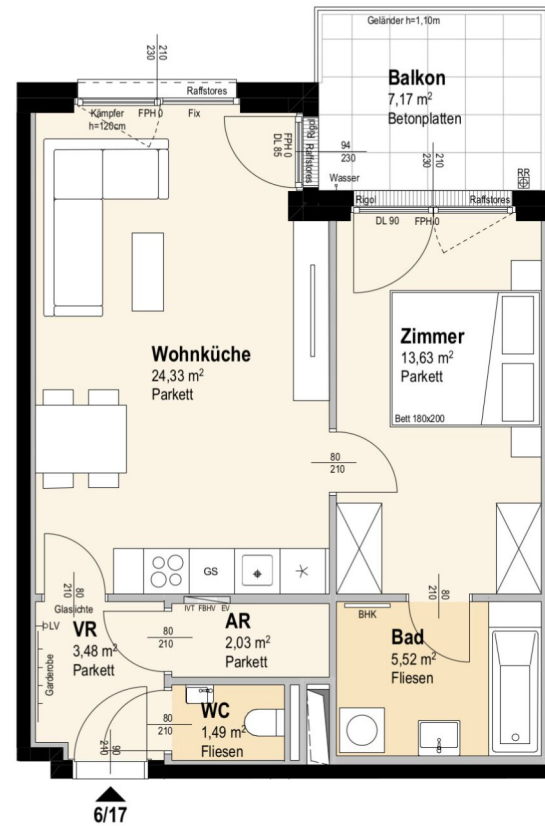 Geländer h=1,10m
210
230
Raffstores
Kämpfer
h=120cm
FPH 0
Fix
Balkon
7,17 m²
Betonplatten
FPH 0
DL 85
Rigol
Raffstores
94
230
210
230
Wasser
RR
Rigol
Raffstores
DL 90
FPH 0
Wohnküche
24,33 m²
Parkett
Zimmer
13,63 m²
Parkett
Bett 180x200
80
210
GS
80
210
Glaslichte
LV
VR
3,48 m²
Parkett
Garderobe
IVT
FBHV
EV
80
210
AR
2,03 m²
Parkett
80
210
BHK
Bad
5,52 m²
Fliesen
80
210
WC
1,49 m²
Fliesen
90
240
6/17